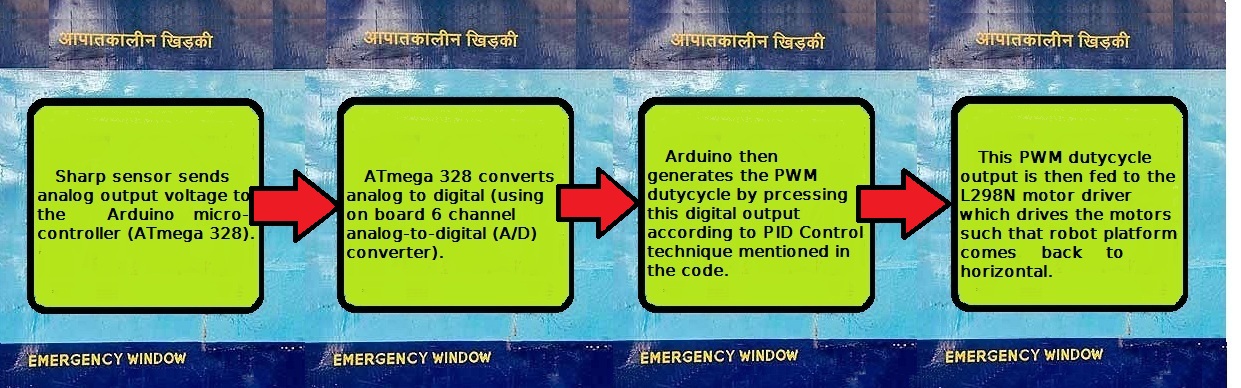 आपातकालीन खिड़की
आपातकालीन खिड़की
आपातकालीन खिड़की
आपातकालीन खिड़की
Sharp sensor sends
analog output voltage to
the Arduino micro-
controller (ATmega 328).
ATmega 328 converts
analog to digital (using
on board 6 channel
analog-to-digital (A/D)
converter).
Arduino then
generates the PWM
dutycycle by prcessing
this digital output
according to PID Control
technique mentioned in
the code.
This PWM dutycycle
output is then fed to the
L298N motor driver
which drives the motors
such that robot platform
comes back to
horizontal.
EMERGENCY WINDOW
EMERGENCY WINDOW
EMERGENCY WINDOW
EMERGENCY WINDOW